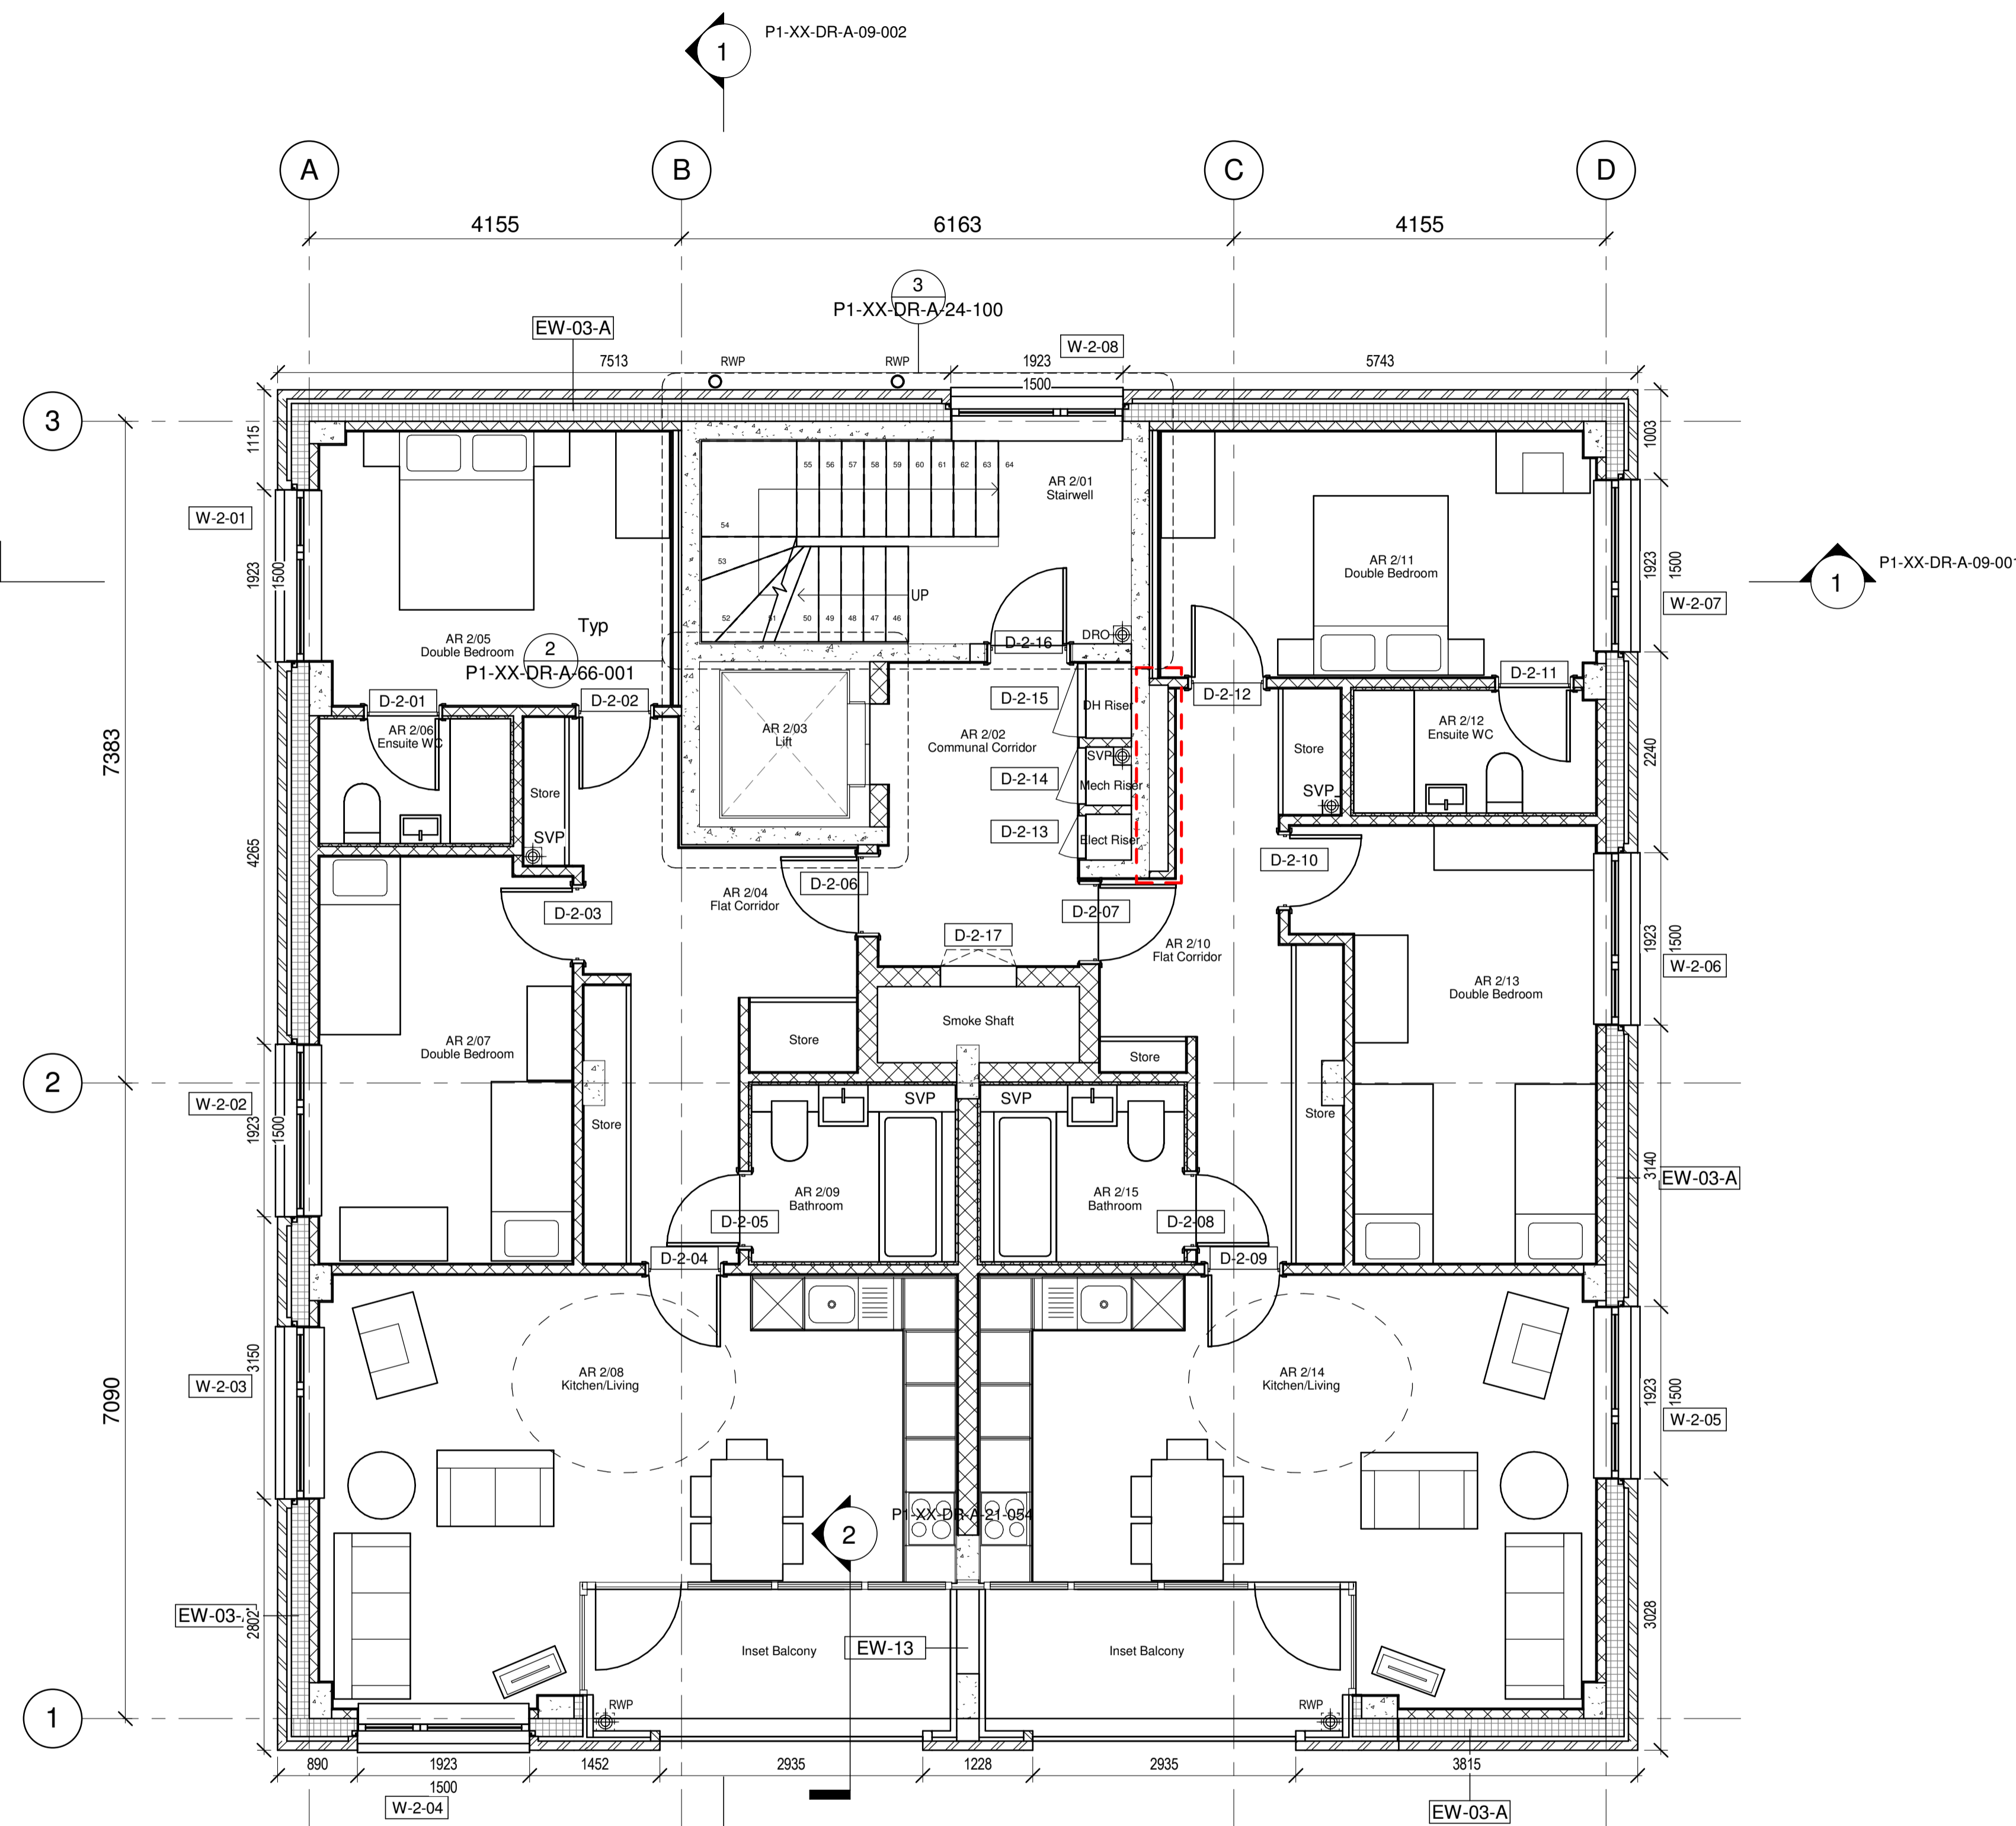 P1-XX-DR-A-09-002
1
A
B
C
D
4155
6163
4155
3
P1-XX-DR-A-24-100
EW-03-A
W-2-08
7513
RWP
RWP
1923
1500
5743
3
1115
1003
55 56 57 58 59 60 61 62 63 64
AR 2/01
Stairwell
W-2-01
1923
1500
54
53
52
51
50 49 48 47 46
UP
AR 2/11
Double Bedroom
1923
1500
W-2-07
1
P1-XX-DR-A-09-001
AR 2/05
Double Bedroom
Typ
2
P1-XX-DR-A-66-001
DRO
D-2-16
D-2-01
D-2-02
D-2-15
DH Riser
D-2-12
D-2-11
AR 2/06
Ensuite WC
AR 2/03
Lift
AR 2/02
Communal Corridor
SVP
D-2-14
Mech Riser
Store
AR 2/12
Ensuite WC
2240
7383
Store
SVP
SVP
D-2-13
Elect Riser
4265
D-2-10
D-2-06
AR 2/04
Flat Corridor
D-2-03
D-2-07
D-2-17
AR 2/10
Flat Corridor
1923
1500
W-2-06
AR 2/13
Double Bedroom
Smoke Shaft
AR 2/07
Double Bedroom
Store
Store
2
W-2-02
1923
1500
Store
SVP
SVP
Store
3140
EW-03-A
AR 2/09
Bathroom
AR 2/15
Bathroom
D-2-05
D-2-08
D-2-04
D-2-09
7090
3150
W-2-03
AR 2/08
Kitchen/Living
AR 2/14
Kitchen/Living
1923
1500
W-2-05
P1-XX-DR-A-21-054
2
EW-03-A
2802
3028
Inset Balcony
EW-13
Inset Balcony
RWP
RWP
1
890
1923
1500
1452
2935
1228
2935
3815
W-2-04
EW-03-A